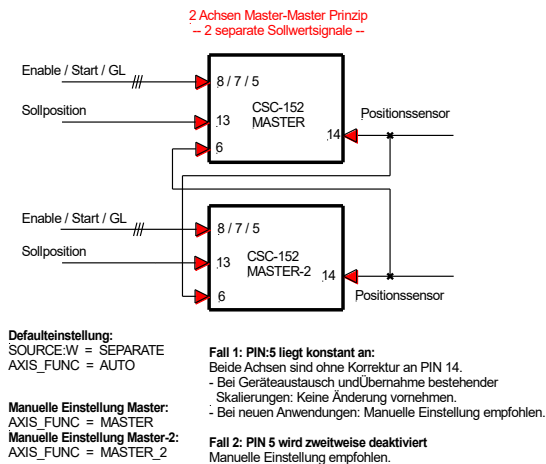 2 Achsen Master-Master Prinzip
-- 2 separate Sollwertsignale --
Enable / Start / GL
8 / 7 / 5
Sollposition
13
CSC-152
MASTER
Positionssensor
14
6
Enable / Start / GL
8 / 7 / 5
Sollposition
13
CSC-152
MASTER-2
14
6
Positionssensor
Defaulteinstellung:
SOURCE:W = SEPARATE
AXIS_FUNC = AUTO
Manuelle Einstellung Master:
AXIS_FUNC = MASTER
Manuelle Einstellung Master-2:
AXIS_FUNC = MASTER_2
Fall 1: PIN:5 liegt konstant an:
Beide Achsen sind ohne Korrektur an PIN 14.
- Bei Geräteaustausch undÜbernahme bestehender
Skalierungen: Keine Änderung vornehmen.
- Bei neuen Anwendungen: Manuelle Einstellung empfohlen.
Fall 2: PIN 5 wird zweitweise deaktiviert
Manuelle Einstellung empfohlen.